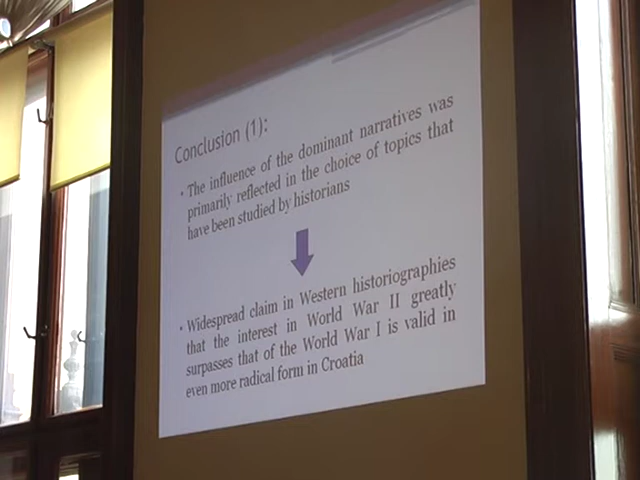 Conclusion (1):
• The influence of the dominant narratives was
primarily reflected in the choice of topics that
have been studied by historians
• Widespread claim in Western historiographies
that the interest in World War II greatly
surpasses that of the World War I is valid in
even more radical form in Croatia